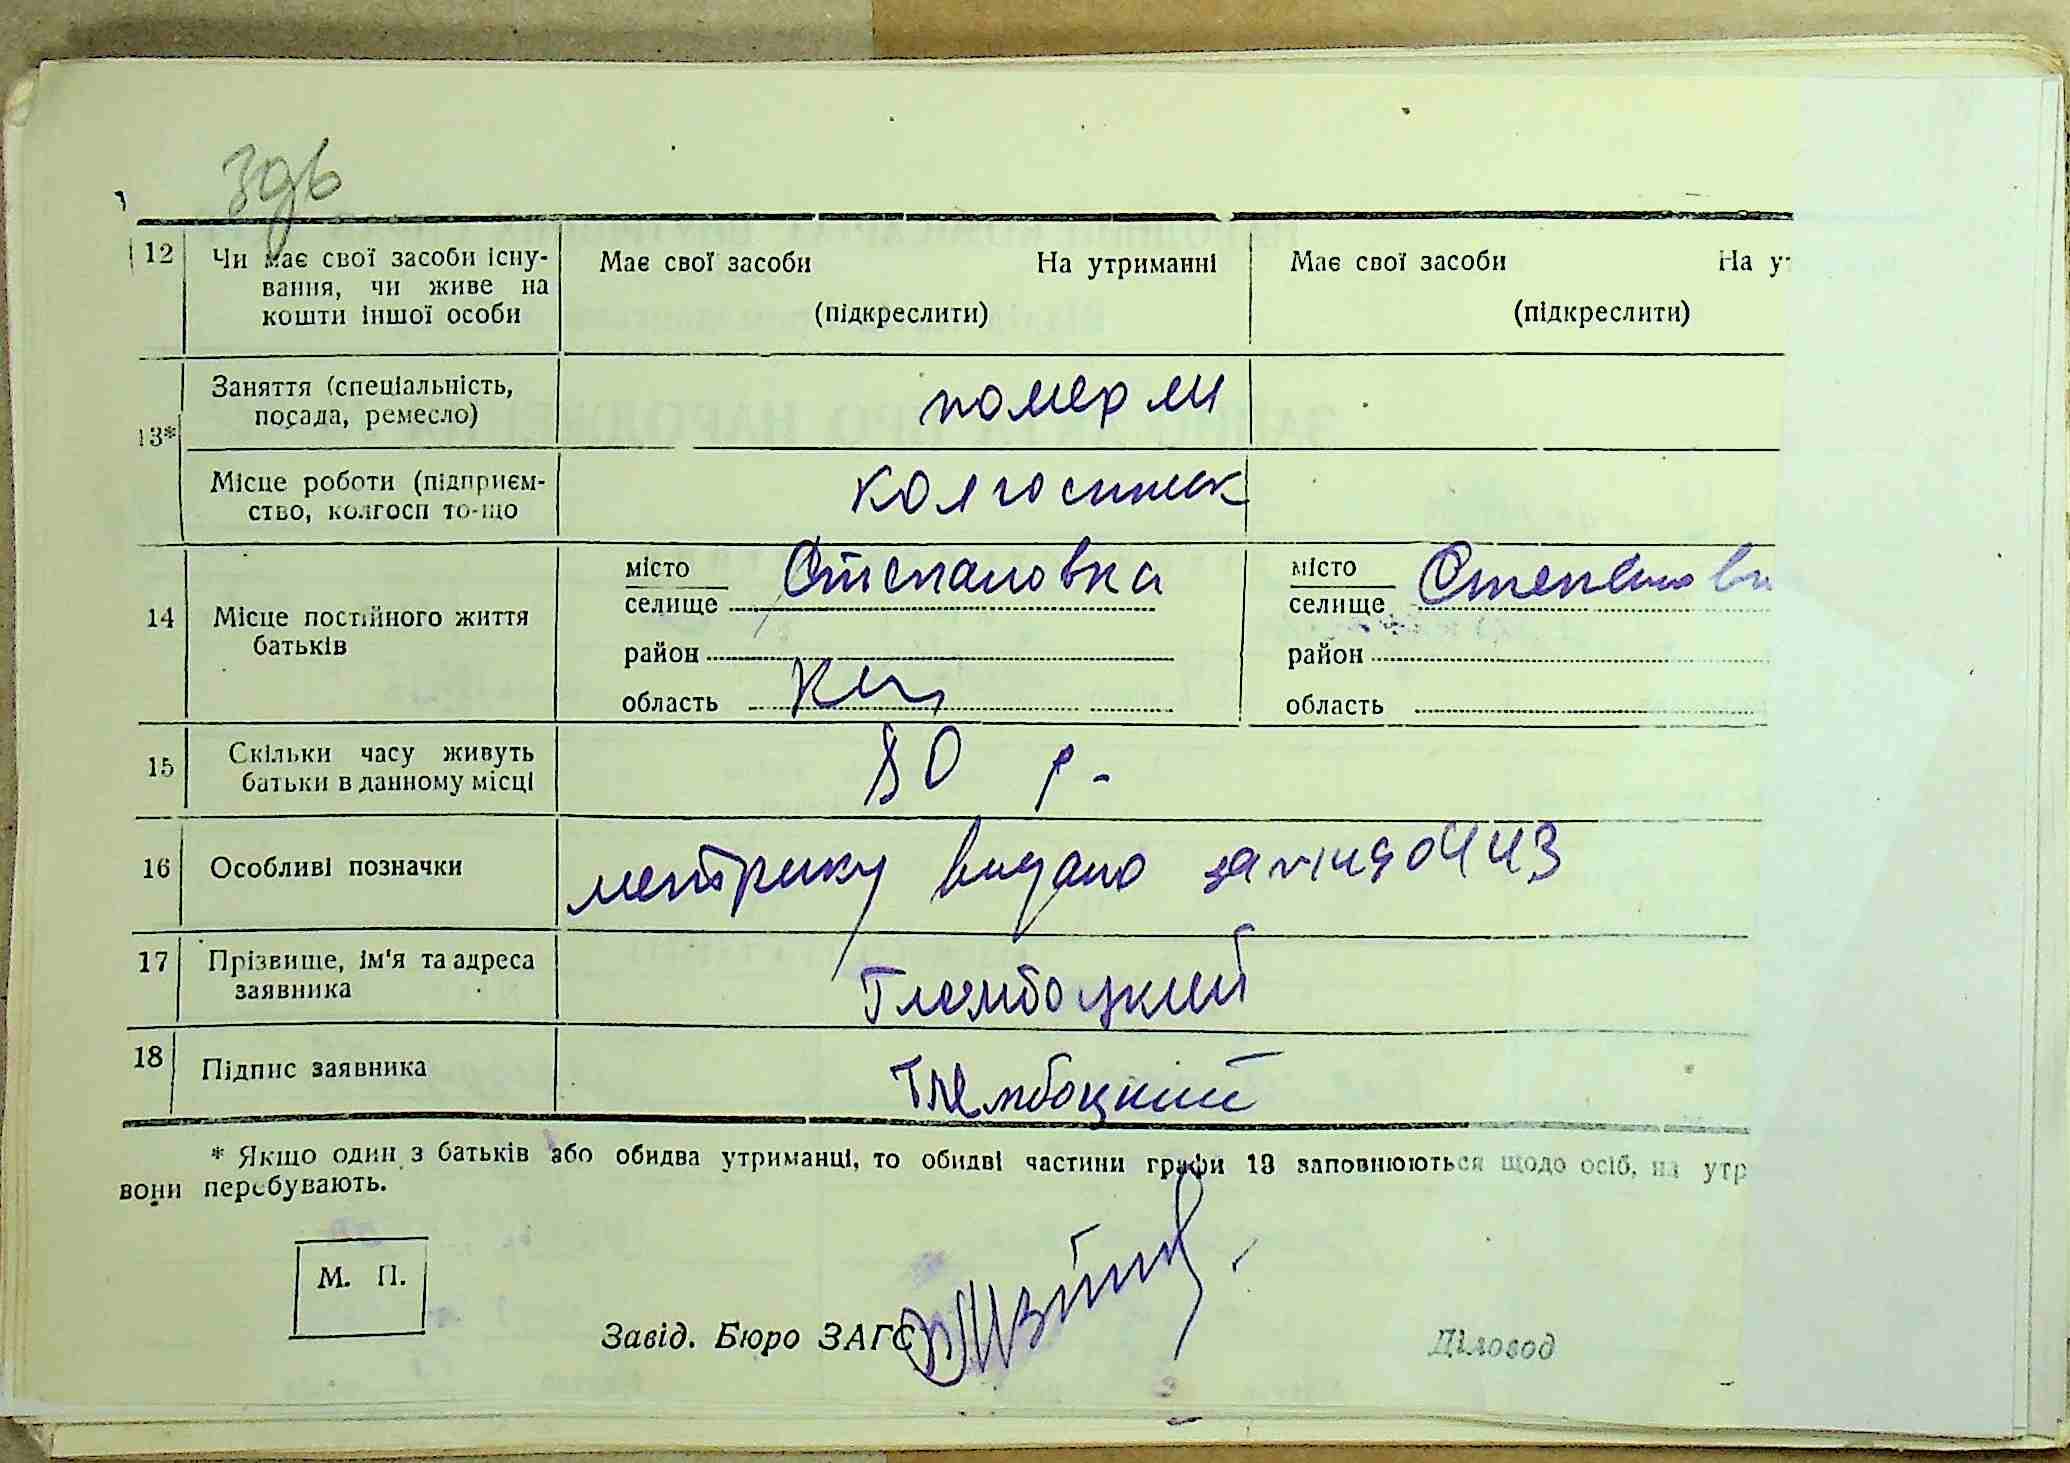 здв
12 Чи має свої засоби існу- Має свої засоби На утриманні Має свої засоби На у
вання, чи живе на (підкреслити) (підкреслити)
кошти іншої особи
Заняття (спеціальність, померли
посада, ремесло)
13*
Місце роботи (підприєм- колгоспник
ство, колгосп то-що
місто Степановка місто Степановк
селище селище
14 Місце постійного життя
батьків
район район
область область
15 Скільки часу живуть 80 р.
батьки в данному місці
16 Особливі позначки метрику видано за
17 Прізвище, ім'я та адреса Глембоцкий
заявника
18 Підпис заявника Глембоцкий
* Якщо один з батьків або обидва утриманці, то обидві частини графи 13 заповнюються щодо осіб, на утр
вони перебувають.
М. П.
Завід. Бюро ЗАГС Діловод